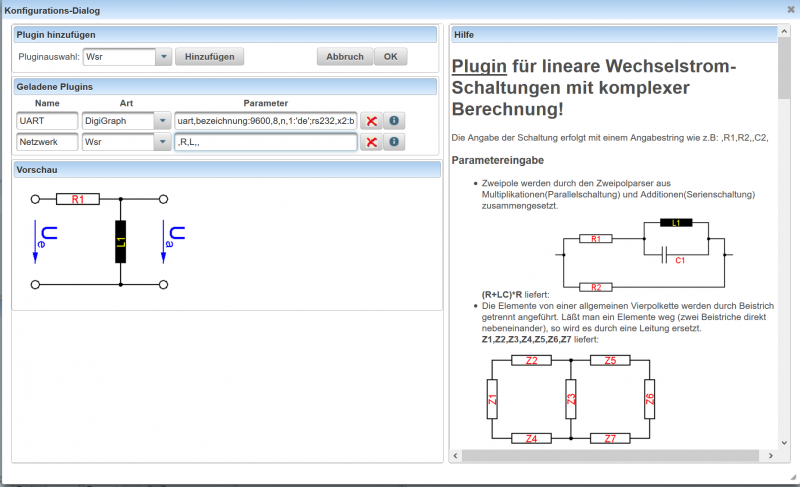 Konfigurations-Dialog
Plugin hinzufügen
Pluginauswahl: Wsr Hinzufügen Abbruch OK
Geladene Plugins
Name Art Parameter
UART DigiGraph uart,bezeichnung:9600,8,n,1:'de';rs232,x2:b
Netzwerk Wsr ,R,L,,
Vorschau
R1
L1
Ue
Ua
Hilfe
Plugin für lineare Wechselstrom-
Schaltungen mit komplexer
Berechnung!
Die Angabe der Schaltung erfolgt mit einem Angabestring wie z.B: ,R1,R2,,C2,
Parametereingabe
Zweipole werden durch den Zweipolparser aus
Multiplikationen(Parallelschaltung) und Additionen(Serienschaltung)
zusammengesetzt.
L1
R1
C1
R2
(R+LC)*R liefert:
Die Elemente von einer allgemeinen Vierpolkette werden durch Beistrich
getrennt angeführt. Läßt man ein Elemente weg (zwei Beistriche direkt
nebeneinander), so wird es durch eine Leitung ersetzt.
Z1,Z2,Z3,Z4,Z5,Z6,Z7 liefert:
Z2 Z5
Z1 Z3 Z6
Z4 Z7